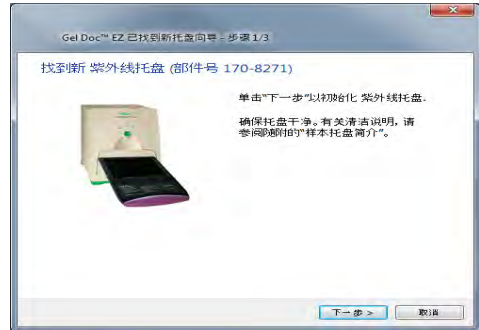 Gel Doc™ EZ 已找到新托盘向导 - 步骤 1/3
找到新 紫外线托盘 (部件号 170-8271)
单击"下一步"以初始化 紫外线托盘.
确保托盘干净。有关清洁说明, 请
参阅随附的"样本托盘简介"。
下一步 >
取消